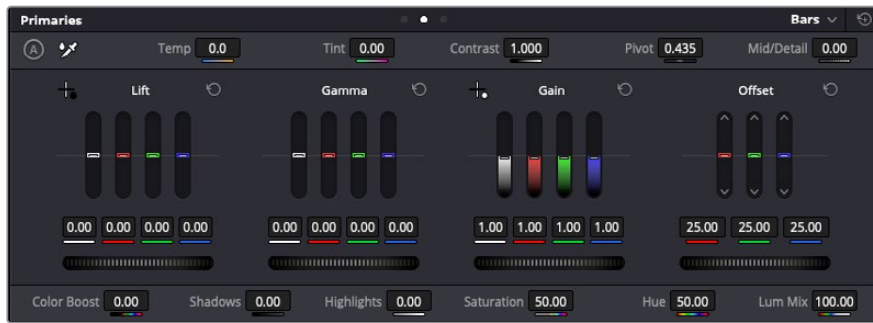 Primaries Bars
A Temp 0.0 Tint 0.00 Contrast 1.000 Pivot 0.435 Mid/Detail 0.00
Lift Gamma Gain Offset
0.00 0.00 0.00 0.00 0.00 0.00 0.00 0.00 1.00 1.00 1.00 1.00 25.00 25.00 25.00
Color Boost 0.00 Shadows 0.00 Highlights 0.00 Saturation 50.00 Hue 50.00 Lum Mix 100.00